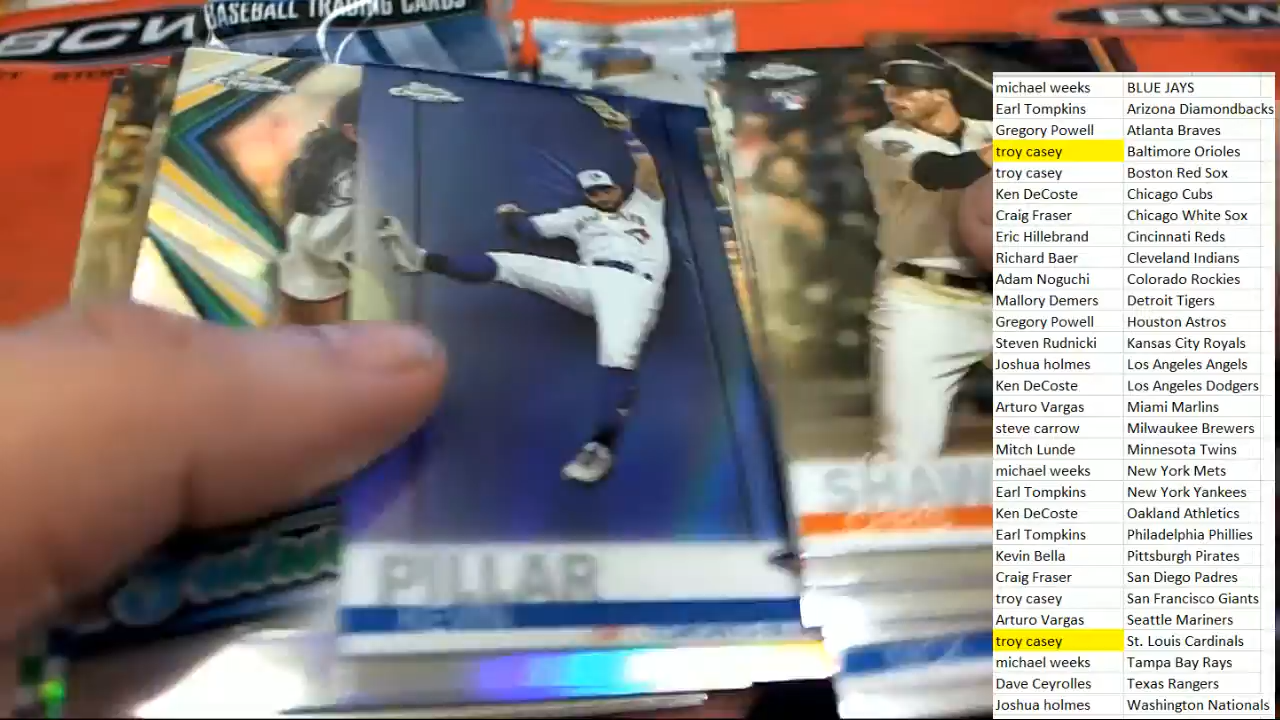 BCW
BASEBALL TRADING CARDS
BCW
SHAW
PILLAR
michael weeks BLUE JAYS
Earl Tompkins Arizona Diamondbacks
Gregory Powell Atlanta Braves
troy casey Baltimore Orioles
troy casey Boston Red Sox
Ken DeCoste Chicago Cubs
Craig Fraser Chicago White Sox
Eric Hillebrand Cincinnati Reds
Richard Baer Cleveland Indians
Adam Noguchi Colorado Rockies
Mallory Demers Detroit Tigers
Gregory Powell Houston Astros
Steven Rudnicki Kansas City Royals
Joshua holmes Los Angeles Angels
Ken DeCoste Los Angeles Dodgers
Arturo Vargas Miami Marlins
steve carrow Milwaukee Brewers
Mitch Lunde Minnesota Twins
michael weeks New York Mets
Earl Tompkins New York Yankees
Ken DeCoste Oakland Athletics
Earl Tompkins Philadelphia Phillies
Kevin Bella Pittsburgh Pirates
Craig Fraser San Diego Padres
troy casey San Francisco Giants
Arturo Vargas Seattle Mariners
troy casey St. Louis Cardinals
michael weeks Tampa Bay Rays
Dave Ceyrolles Texas Rangers
Joshua holmes Washington Nationals